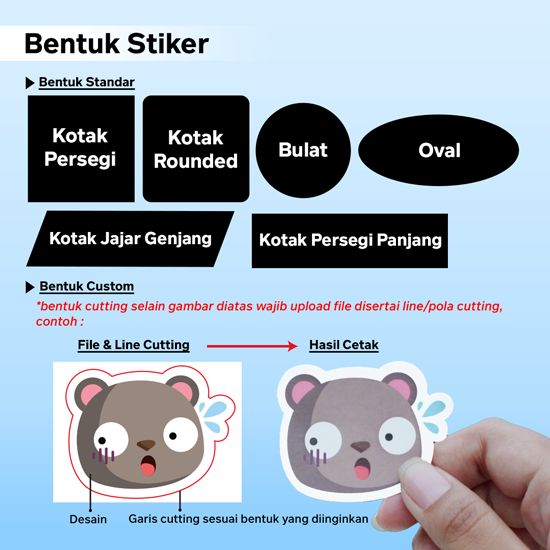 Bentuk Stiker
Bentuk Standar
Kotak
Persegi
Kotak
Rounded
Bulat
Oval
Kotak Jajar Genjang
Kotak Persegi Panjang
Bentuk Custom
*bentuk cutting selain gambar diatas wajib upload file disertai line/pola cutting,
contoh :
File & Line Cutting
Hasil Cetak
Desain
Garis cutting sesuai bentuk yang diinginkan